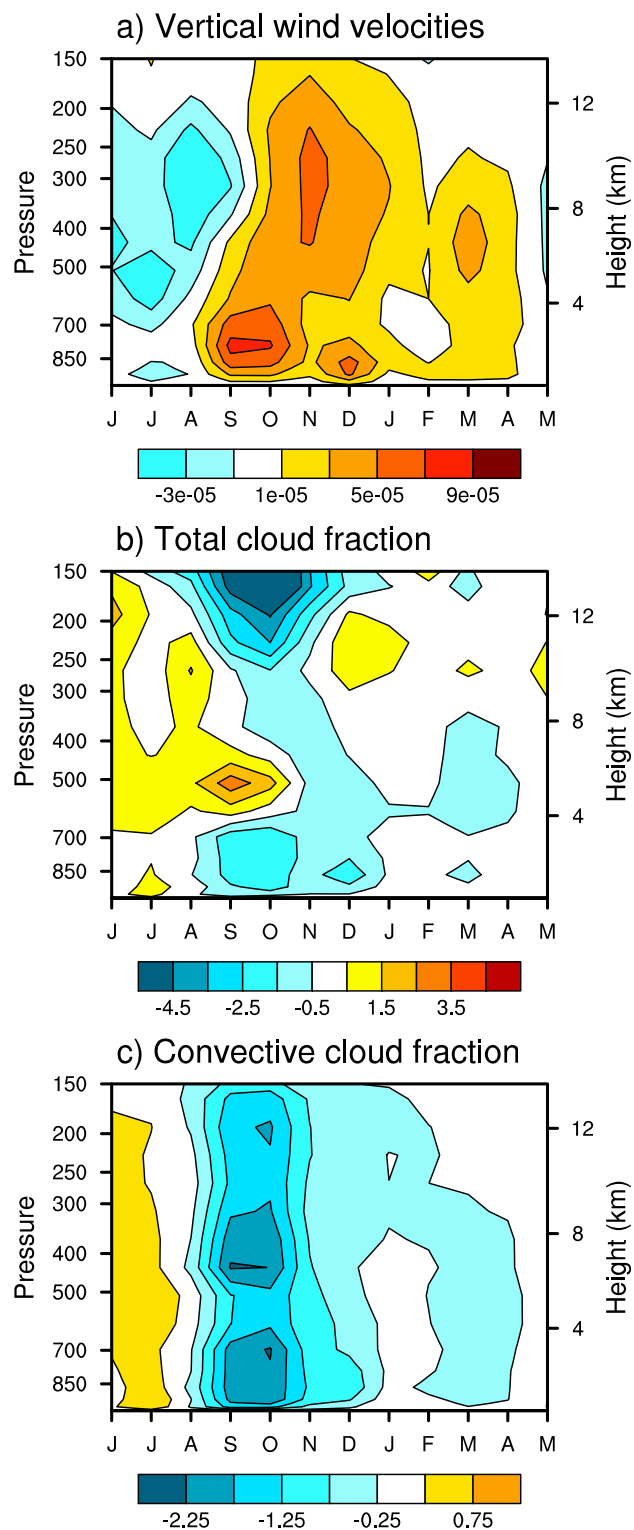 a) Vertical wind velocities
150
200
250
300
400
500
700
850
Pressure
12
8
4
Height (km)
J J A S O N D J F M A M
-3e-05 1e-05 5e-05 9e-05
b) Total cloud fraction
150
200
250
300
400
500
700
850
Pressure
12
8
4
Height (km)
J J A S O N D J F M A M
-4.5 -2.5 -0.5 1.5 3.5
c) Convective cloud fraction
150
200
250
300
400
500
700
850
Pressure
12
8
4
Height (km)
J J A S O N D J F M A M
-2.25 -1.25 -0.25 0.75